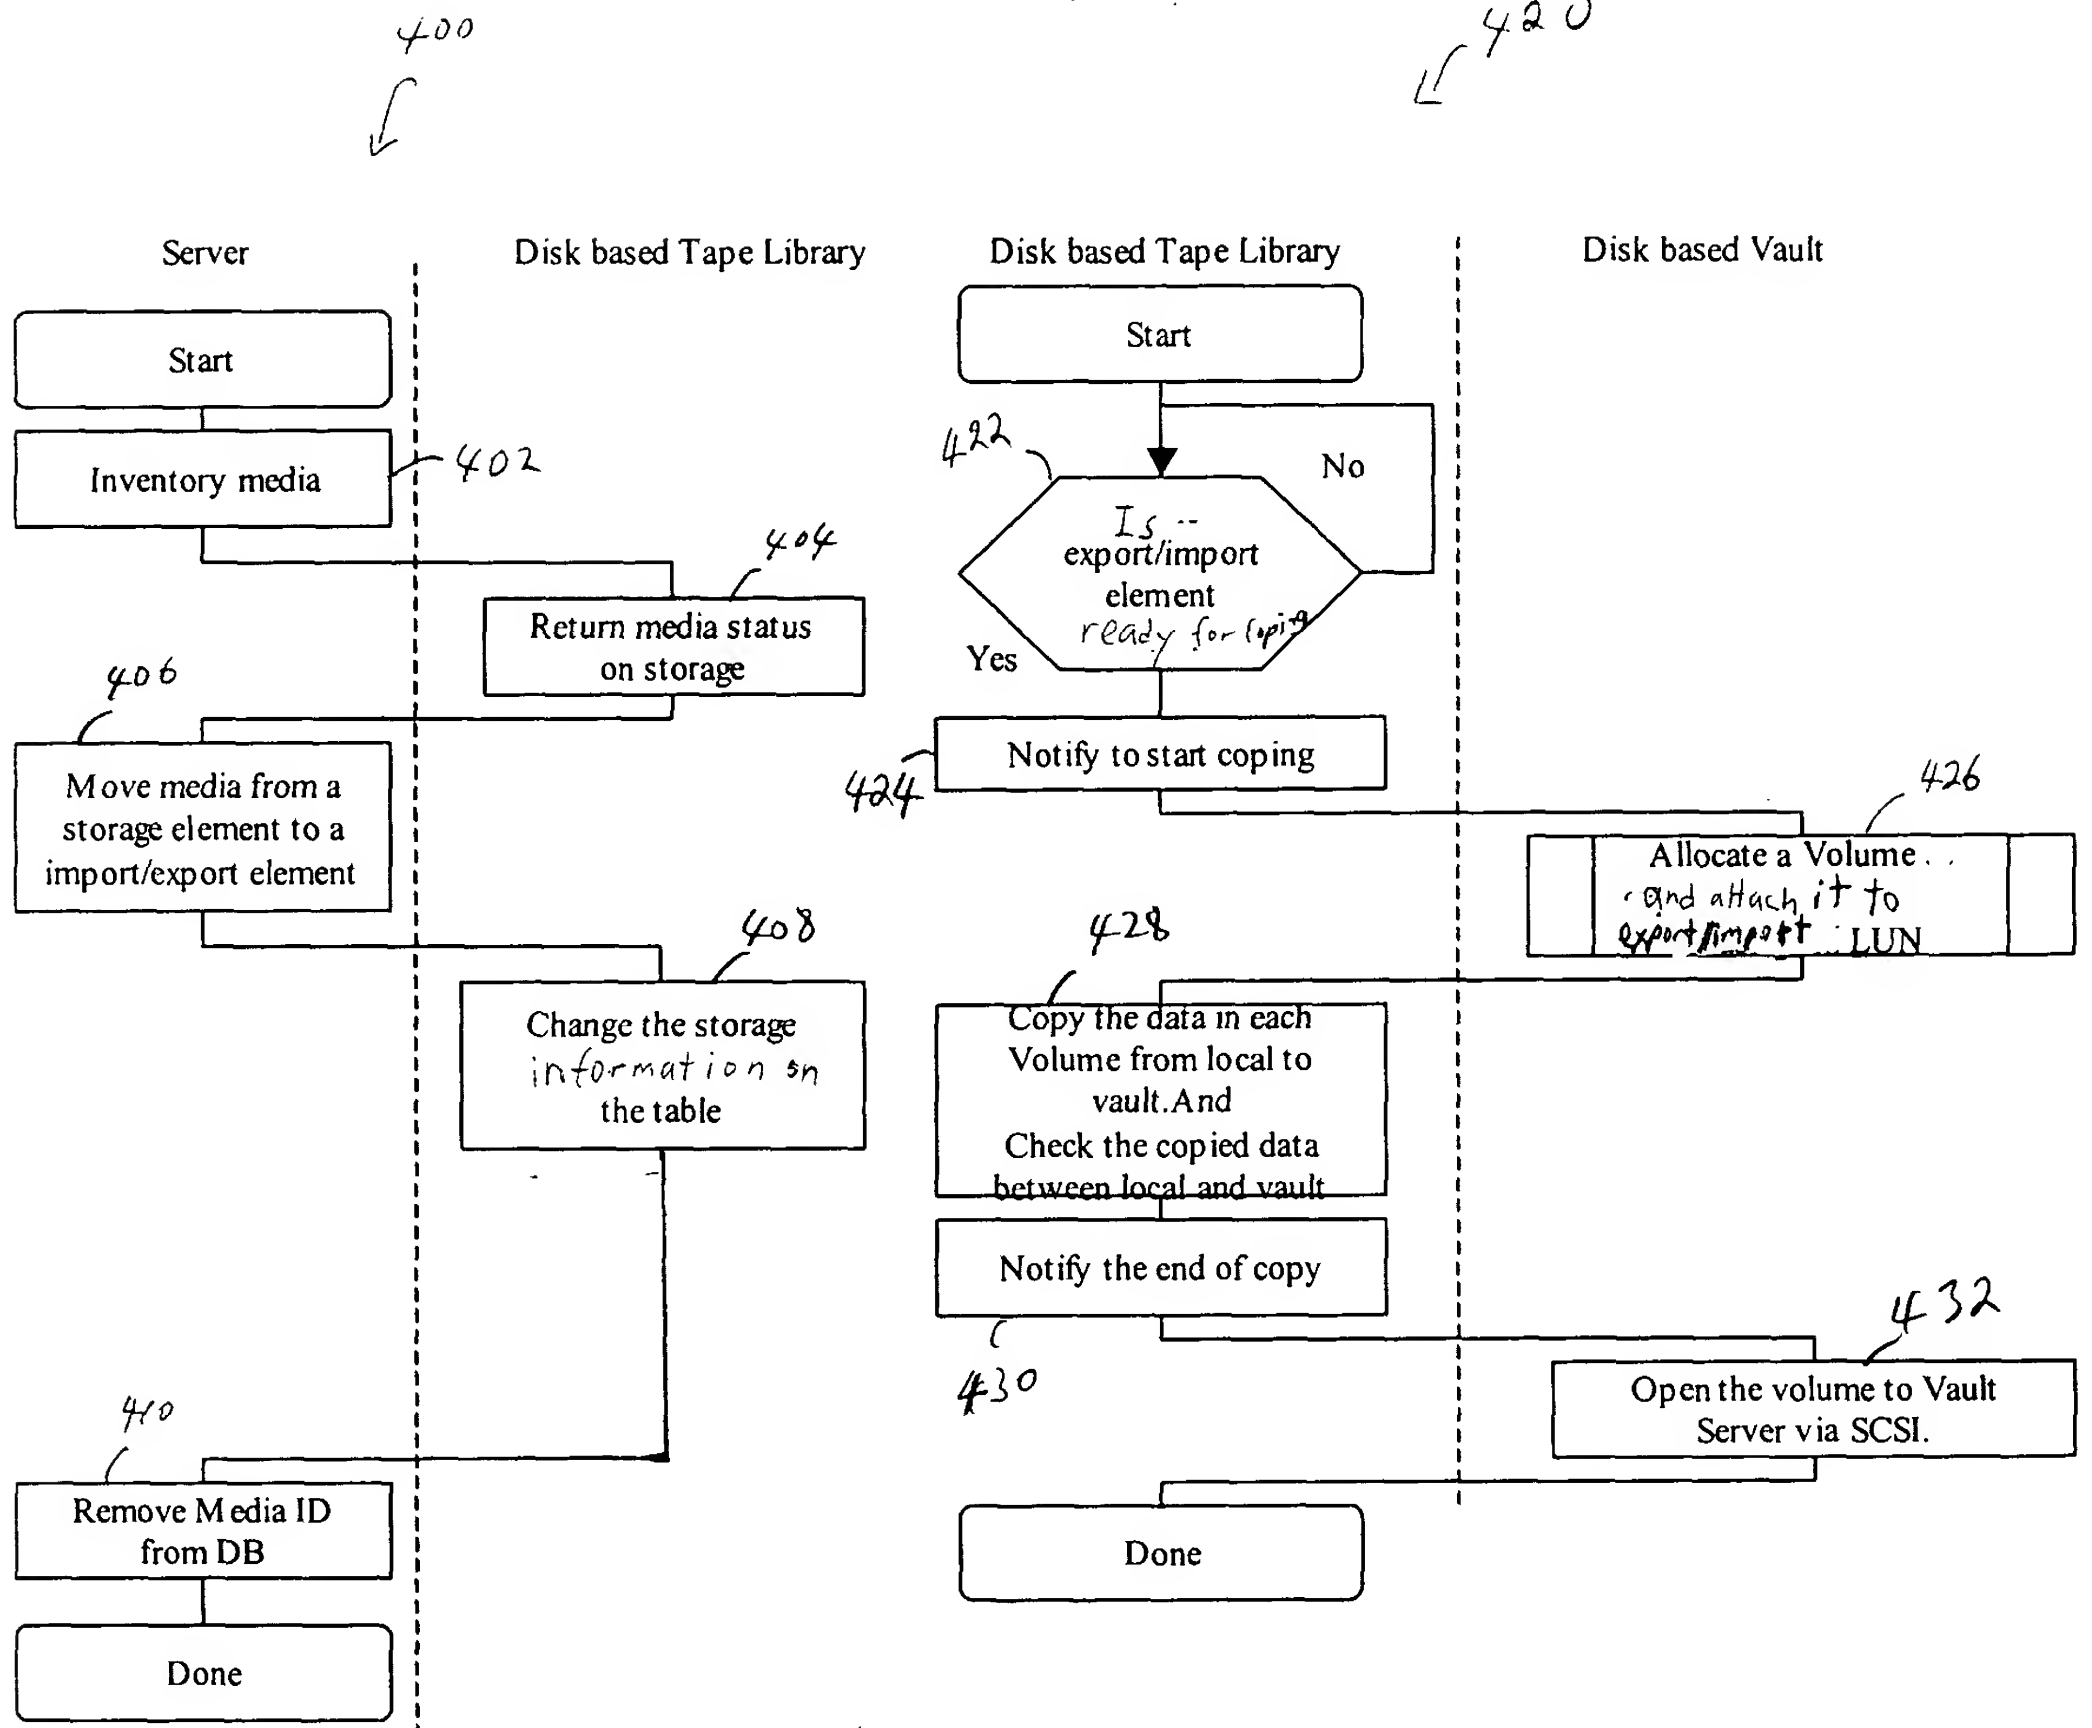 400
420
Server
Disk based Tape Library
Disk based Tape Library
Disk based Vault
Start
Inventory media
402
404
Return media status
on storage
406
Move media from a
storage element to a
import/export element
408
Change the storage
information on
the table
410
Remove Media ID
from DB
Done
Start
422
No
Is
export/import
element
ready for coping
Yes
Notify to start coping
424
426
Allocate a Volume
and attach it to
export/import LUN
428
Copy the data in each
Volume from local to
vault.And
Check the copied data
between local and vault
Notify the end of copy
430
432
Open the volume to Vault
Server via SCSI.
Done